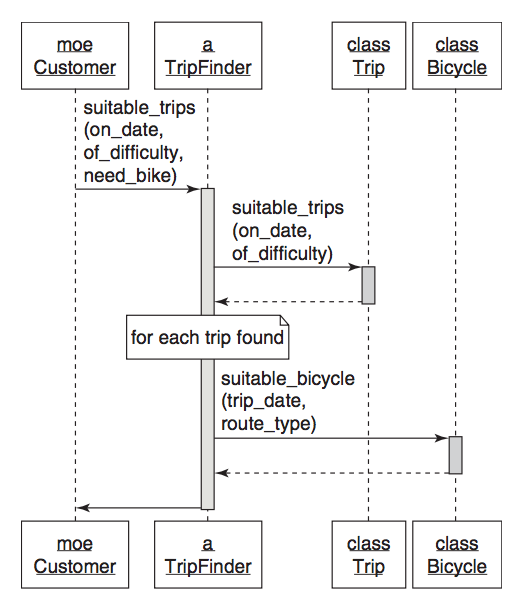 moe
Customer
a
TripFinder
class
Trip
class
Bicycle
suitable_trips
(on_date,
of_difficulty,
need_bike)
suitable_trips
(on_date,
of_difficulty)
for each trip found
suitable_bicycle
(trip_date,
route_type)
moe
Customer
a
TripFinder
class
Trip
class
Bicycle